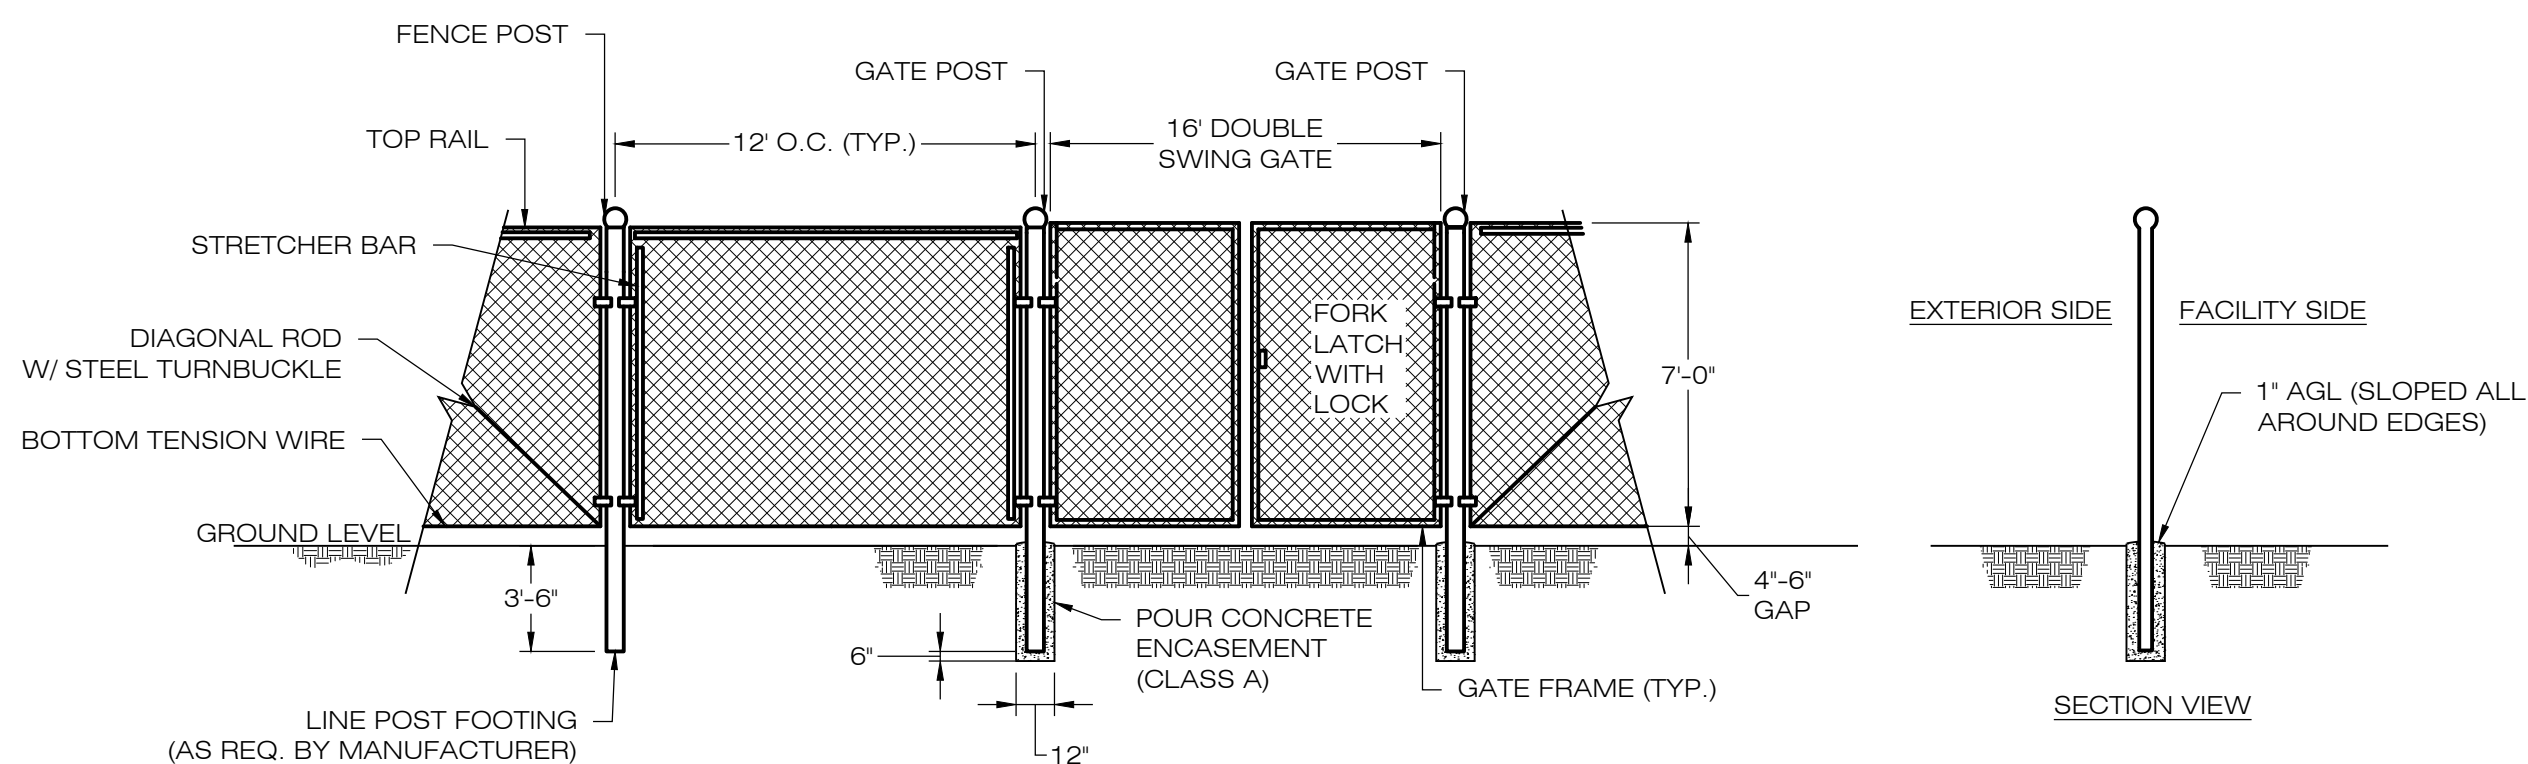 FENCE POST
GATE POST
GATE POST
TOP RAIL
12' O.C. (TYP.)
16' DOUBLE
SWING GATE
STRETCHER BAR
DIAGONAL ROD
W/ STEEL TURNBUCKLE
BOTTOM TENSION WIRE
GROUND LEVEL
FORK
LATCH
WITH
LOCK
7'-0"
4"-6"
GAP
3'-6"
6"
12"
POUR CONCRETE
ENCASEMENT
(CLASS A)
GATE FRAME (TYP.)
LINE POST FOOTING
(AS REQ. BY MANUFACTURER)
EXTERIOR SIDE
FACILITY SIDE
1" AGL (SLOPED ALL
AROUND EDGES)
SECTION VIEW